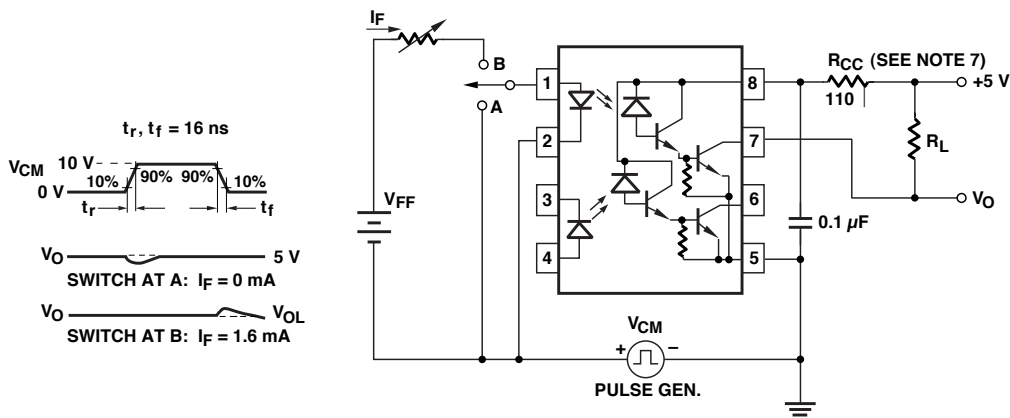 t_r, t_f = 16 ns
V_CM
10 V
0 V
10%
90%
90%
10%
t_r
t_f
V_O
5 V
SWITCH AT A: I_F = 0 mA
V_O
V_OL
SWITCH AT B: I_F = 1.6 mA
I_F
B
A
V_FF
1
2
3
4
8
7
6
5
R_CC (SEE NOTE 7)
110
+5 V
R_L
V_O
0.1 µF
V_CM
+
–
PULSE GEN.